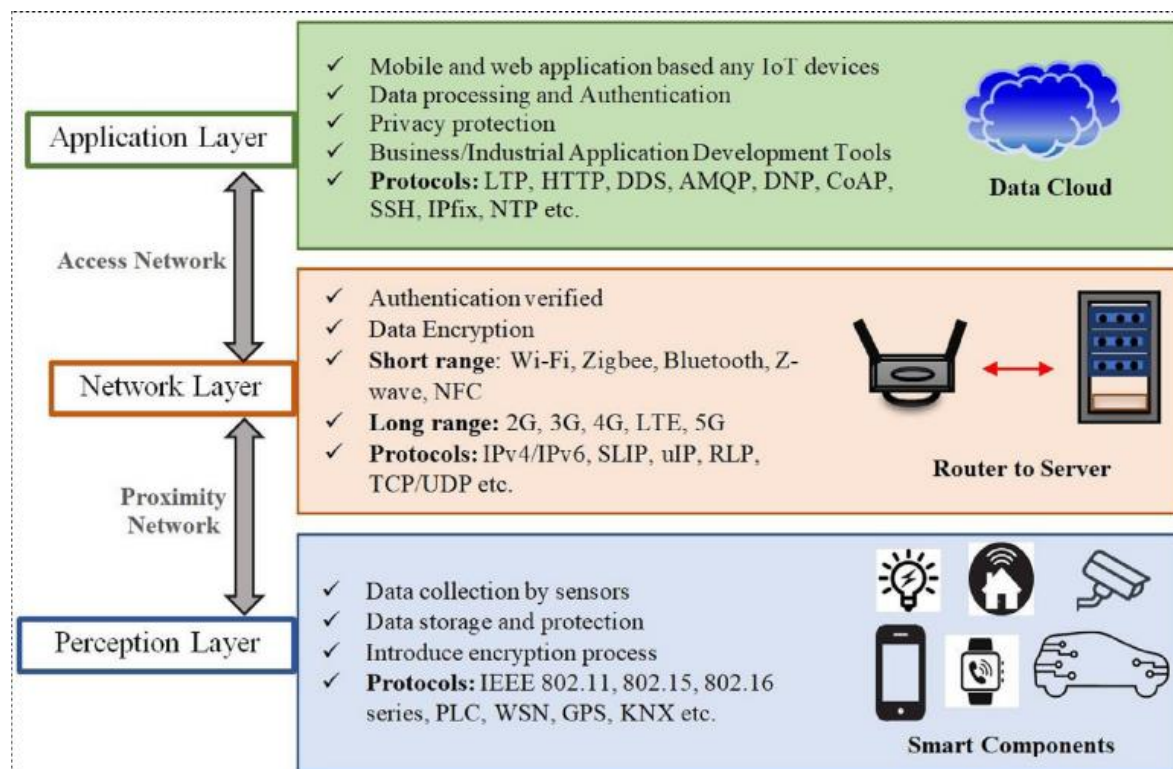 ✓ Mobile and web application based any IoT devices
✓ Data processing and Authentication
✓ Privacy protection
✓ Business/Industrial Application Development Tools
✓ Protocols: LTP, HTTP, DDS, AMQP, DNP, CoAP,
SSH, IPfix, NTP etc.
Application Layer
Data Cloud
Access Network
✓ Authentication verified
✓ Data Encryption
✓ Short range: Wi-Fi, Zigbee, Bluetooth, Z-
wave, NFC
✓ Long range: 2G, 3G, 4G, LTE, 5G
✓ Protocols: IPv4/IPv6, SLIP, uIP, RLP,
TCP/UDP etc.
Network Layer
Router to Server
Proximity
Network
✓ Data collection by sensors
✓ Data storage and protection
✓ Introduce encryption process
✓ Protocols: IEEE 802.11, 802.15, 802.16
series, PLC, WSN, GPS, KNX etc.
Perception Layer
Smart Components